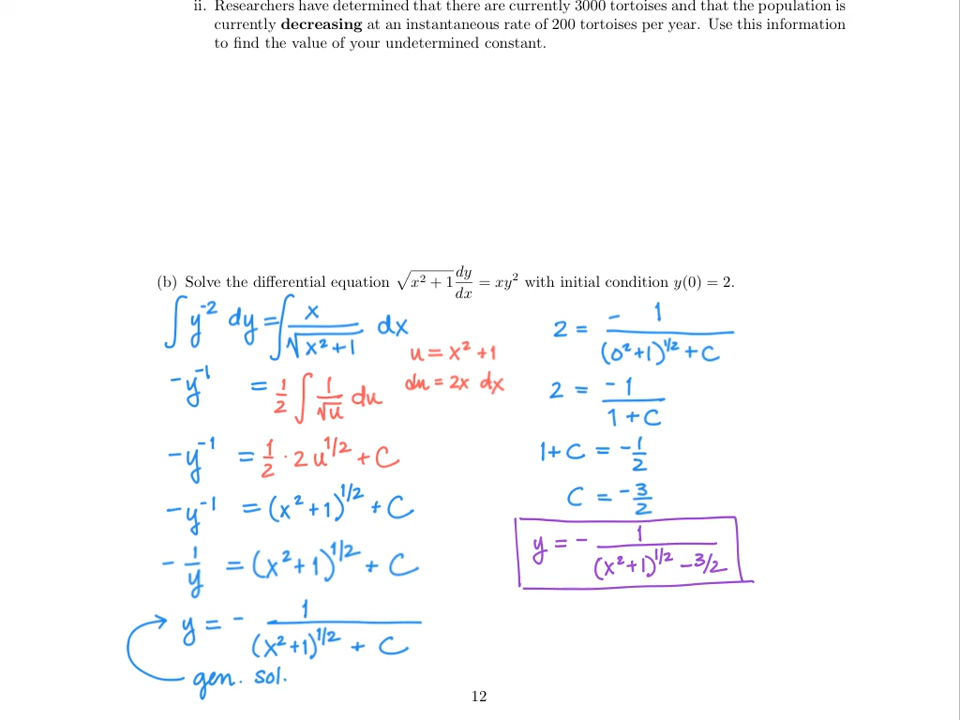 ii. Researchers have determined that there are currently 3000 tortoises and that the population is
currently decreasing at an instantaneous rate of 200 tortoises per year. Use this information
to find the value of your undetermined constant.
(b) Solve the differential equation √(x² + 1) dy/dx = xy² with initial condition y(0) = 2.
∫ y⁻² dy = ∫ x/√(x²+1) dx
u = x² + 1
du = 2x dx
-y⁻¹ = 1/2 ∫ 1/√u du
-y⁻¹ = 1/2 · 2u^(1/2) + C
-y⁻¹ = (x²+1)^(1/2) + C
-1/y = (x²+1)^(1/2) + C
y = - 1/((x²+1)^(1/2) + C)
gen. sol.
2 = -1/((0²+1)^(1/2) + C)
2 = -1/(1+C)
1+C = -1/2
C = -3/2
y = - 1/((x²+1)^(1/2) - 3/2)
12